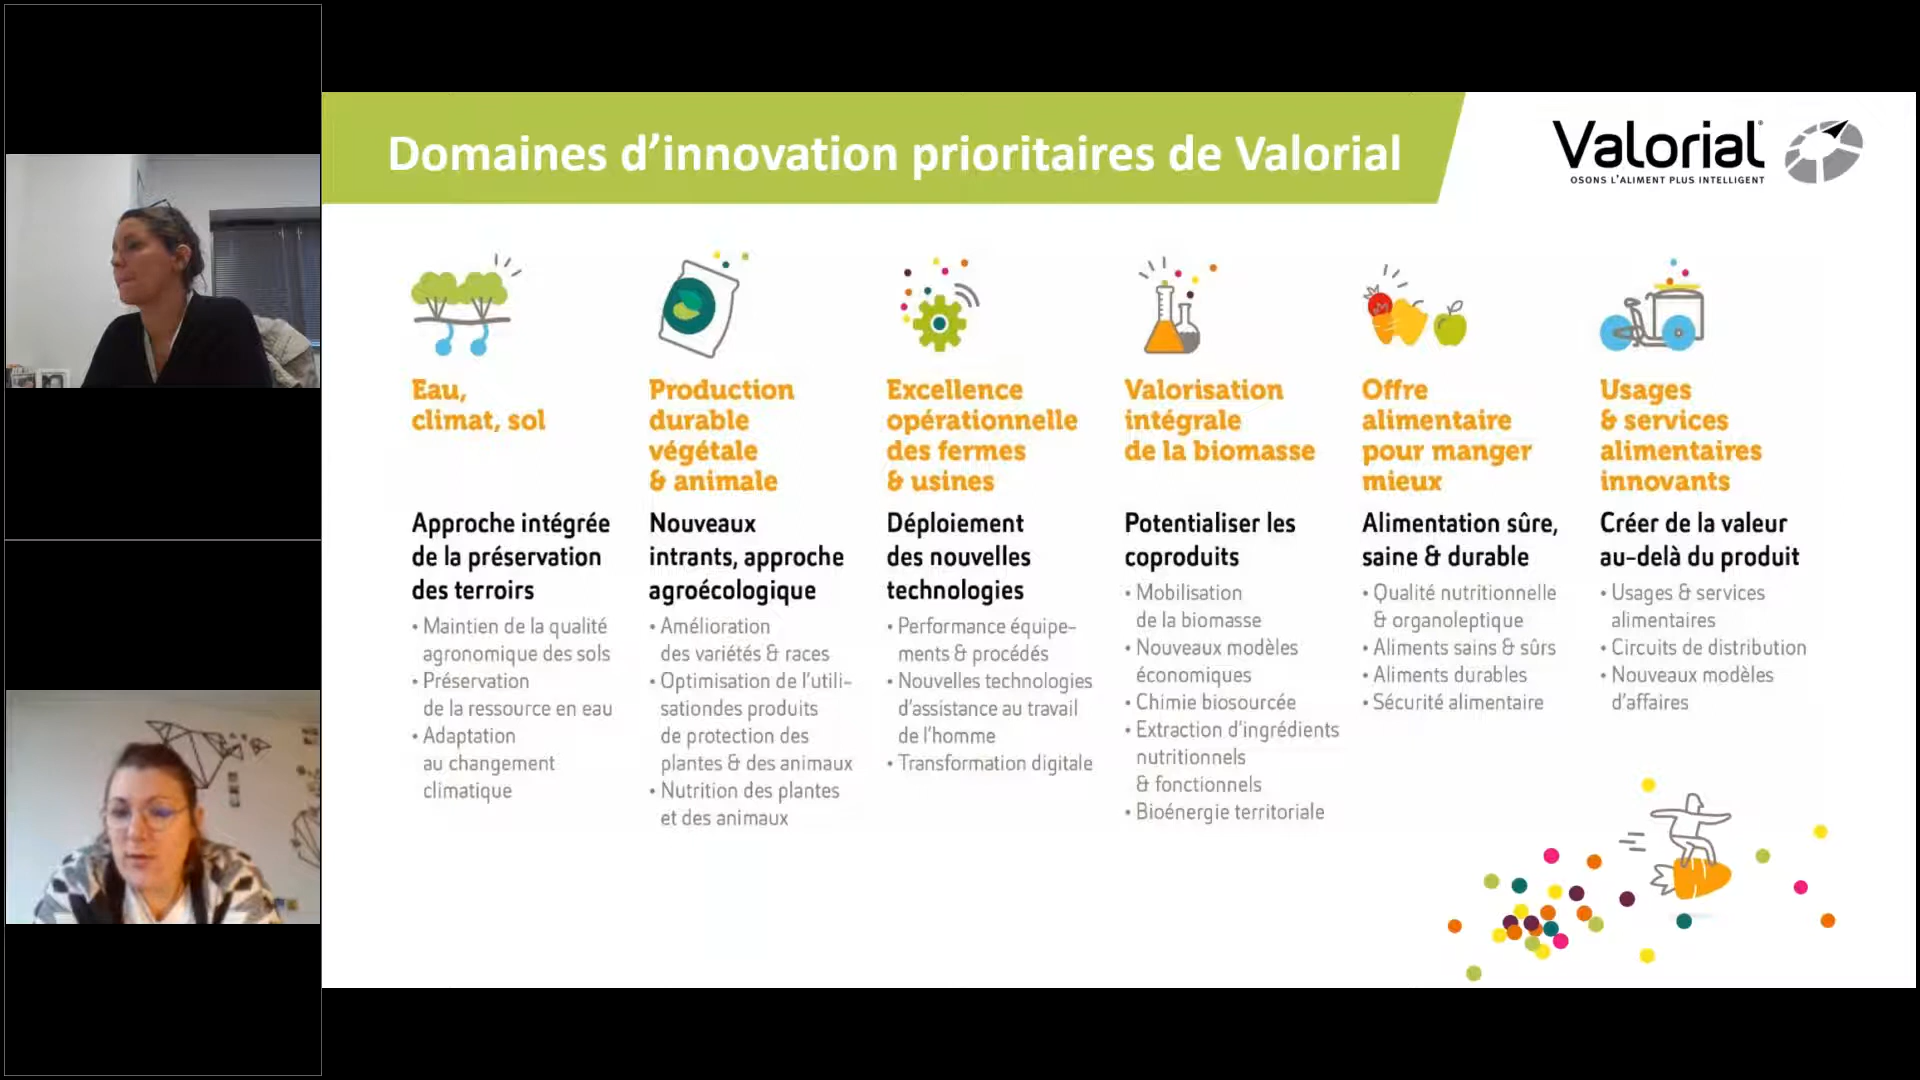 Domaines d'innovation prioritaires de Valorial
Valorial
OSONS L'ALIMENT PLUS INTELLIGENT
Eau,
climat, sol
Approche intégrée
de la préservation
des terroirs
• Maintien de la qualité
agronomique des sols
• Préservation
de la ressource en eau
• Adaptation
au changement
climatique
Production
durable
végétale
& animale
Nouveaux
intrants, approche
agroécologique
• Amélioration
des variétés & races
• Optimisation de l'utili-
sationdes produits
de protection des
plantes & des animaux
• Nutrition des plantes
et des animaux
Excellence
opérationnelle
des fermes
& usines
Déploiement
des nouvelles
technologies
• Performance équipe-
ments & procédés
• Nouvelles technologies
d'assistance au travail
de l'homme
• Transformation digitale
Valorisation
intégrale
de la biomasse
Potentialiser les
coproduits
• Mobilisation
de la biomasse
• Nouveaux modèles
économiques
• Chimie biosourcée
• Extraction d'ingrédients
nutritionnels
& fonctionnels
• Bioénergie territoriale
Offre
alimentaire
pour manger
mieux
Alimentation sûre,
saine & durable
• Qualité nutritionnelle
& organoleptique
• Aliments sains & sûrs
• Aliments durables
• Sécurité alimentaire
Usages
& services
alimentaires
innovants
Créer de la valeur
au-delà du produit
• Usages & services
alimentaires
• Circuits de distribution
• Nouveaux modèles
d'affaires